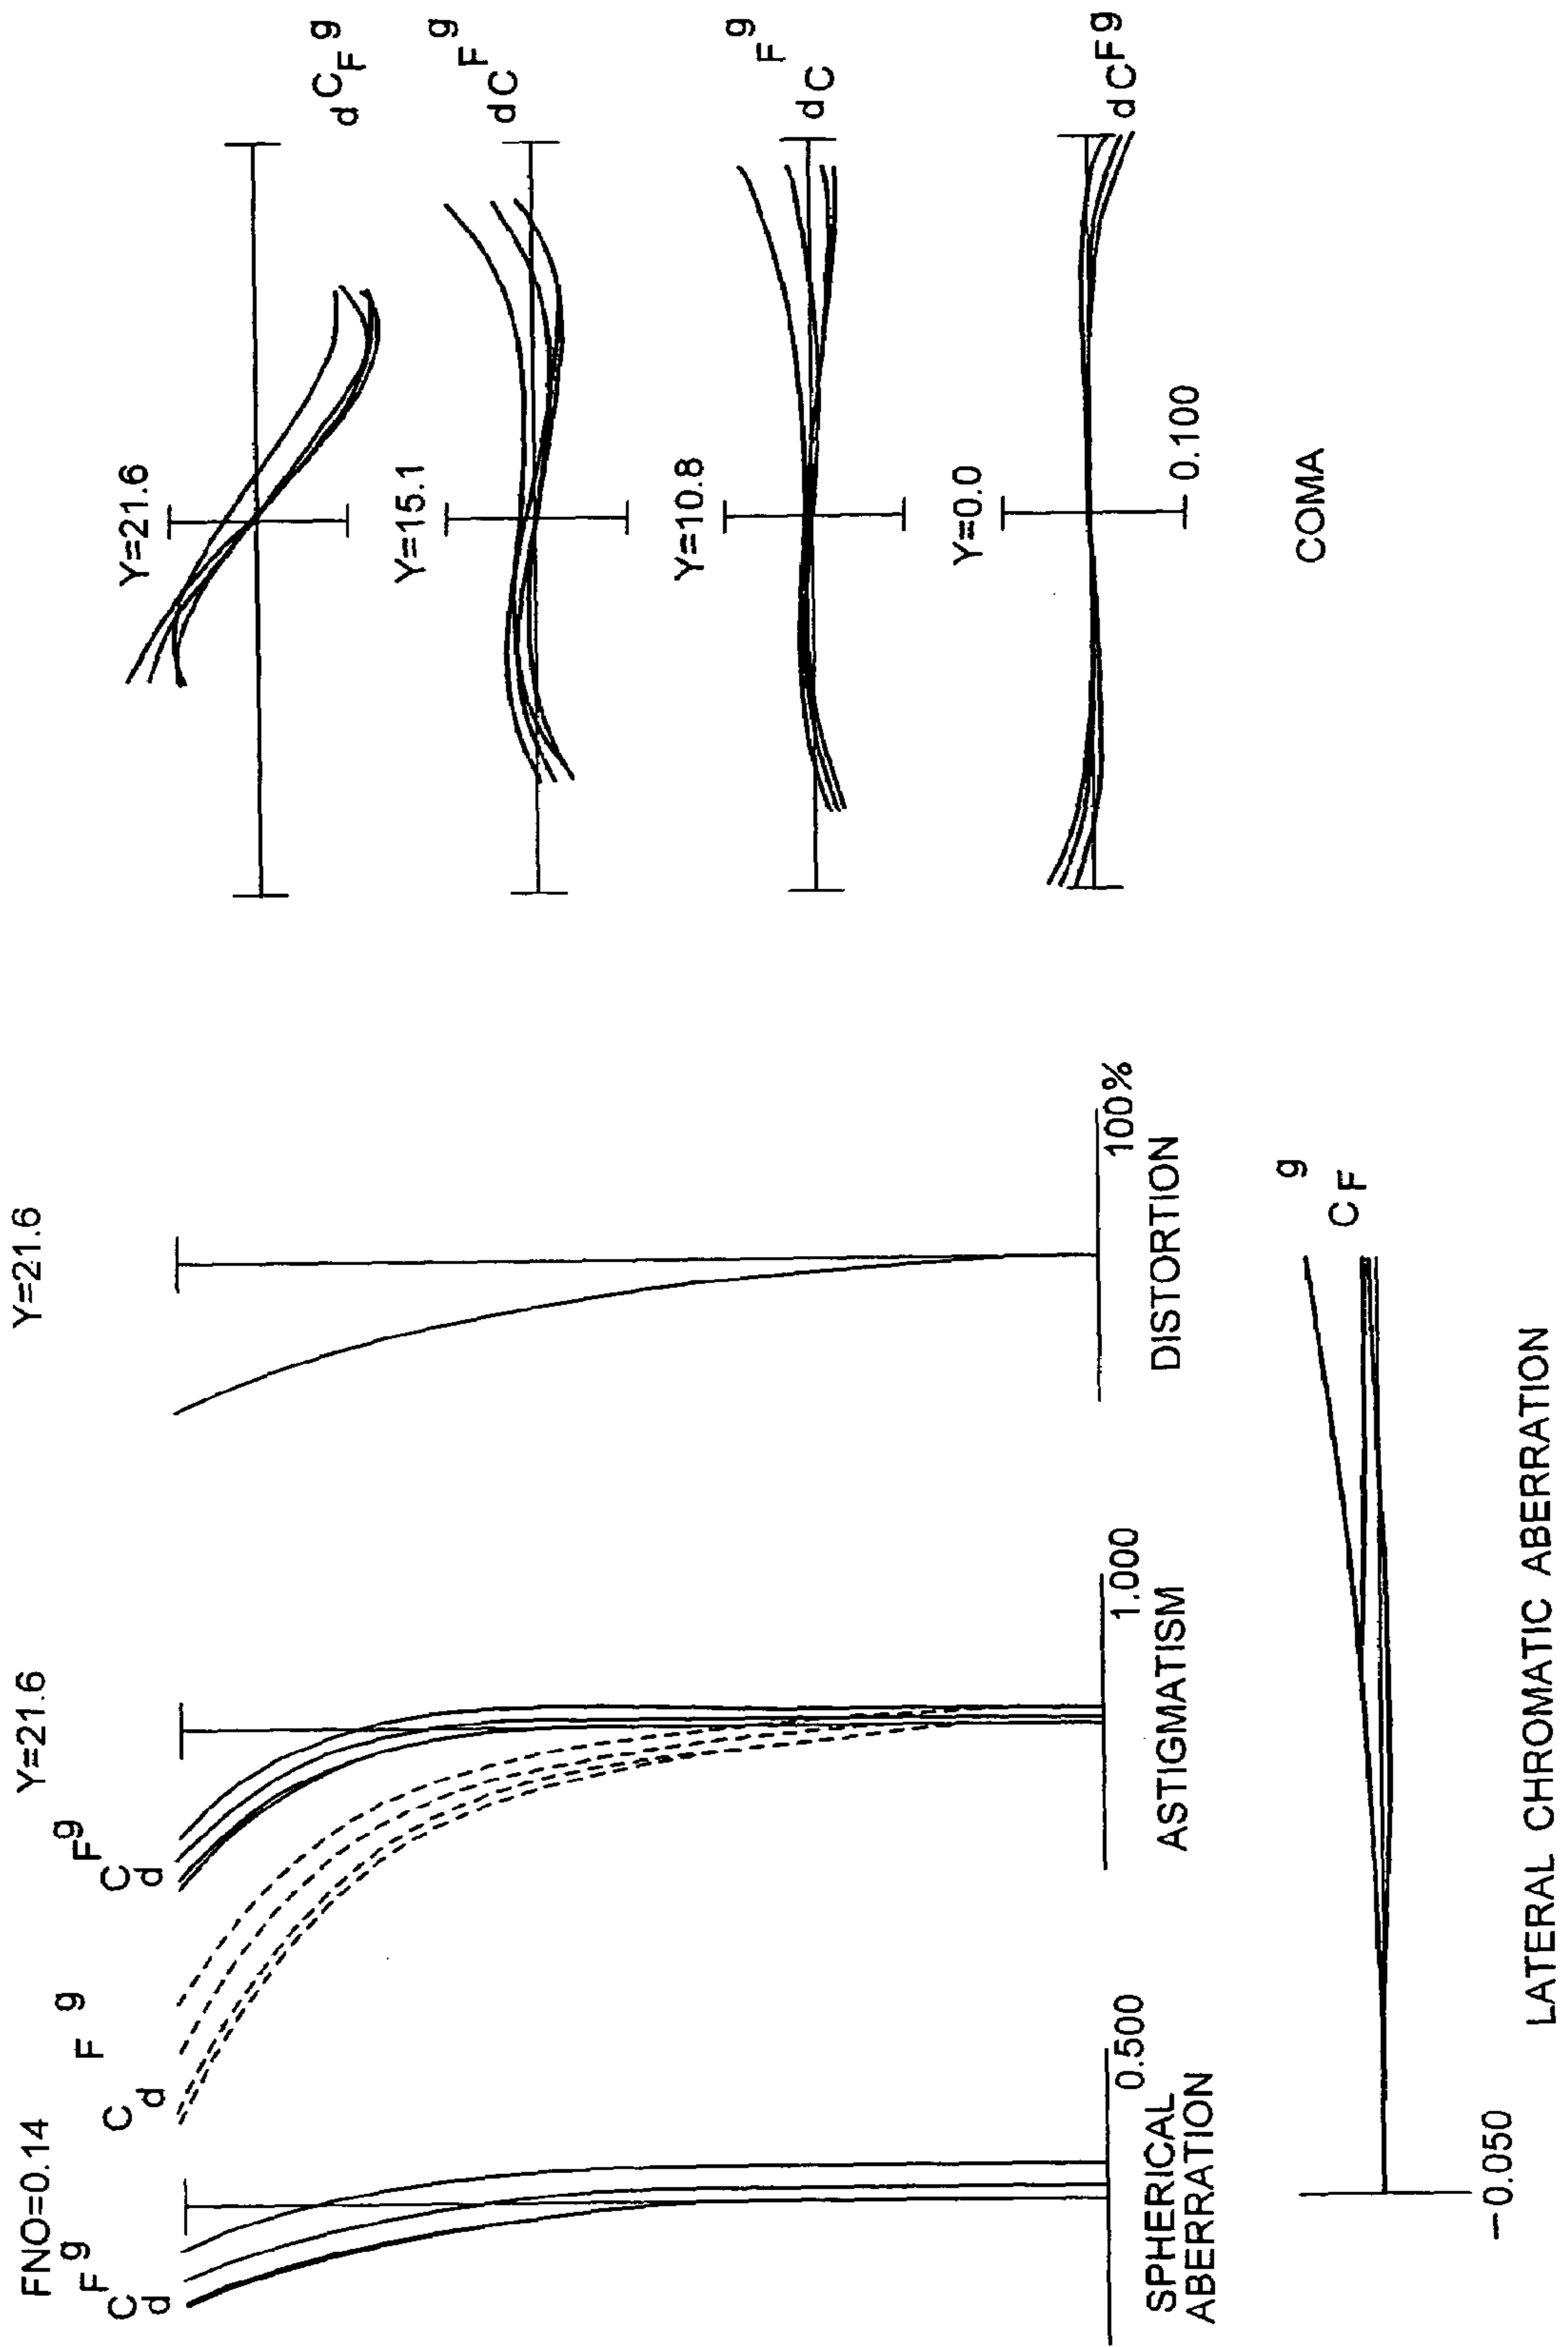 FNO=0.14
g
F
C
d
0.500
SPHERICAL
ABERRATION
Y=21.6
g
F
C
d
g
F
C
d
1.000
ASTIGMATISM
Y=21.6
100%
DISTORTION
Y=21.6
g
F
C
d
Y=15.1
g
F
C
d
Y=10.8
g
F
C
d
Y=0.0
g
F
C
d
0.100
COMA
g
C
F
−0.050
LATERAL CHROMATIC ABERRATION